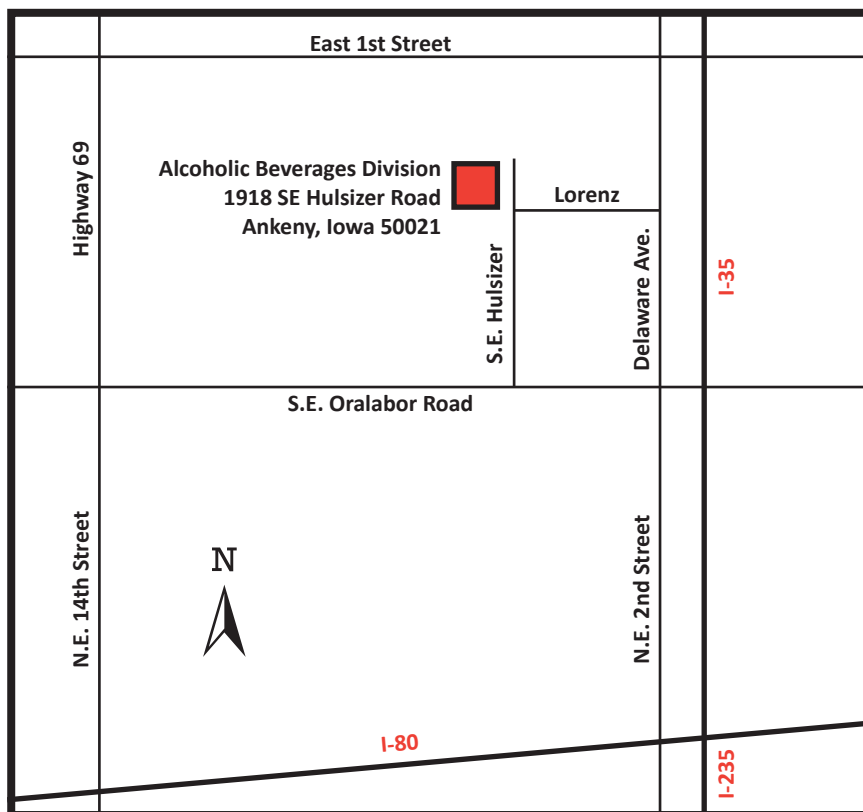 East 1st Street
Highway 69
Alcoholic Beverages Division
1918 SE Hulsizer Road
Ankeny, Iowa 50021
Lorenz
S.E. Hulsizer
Delaware Ave.
I-35
S.E. Oralabor Road
N.E. 14th Street
N
N.E. 2nd Street
I-80
I-235